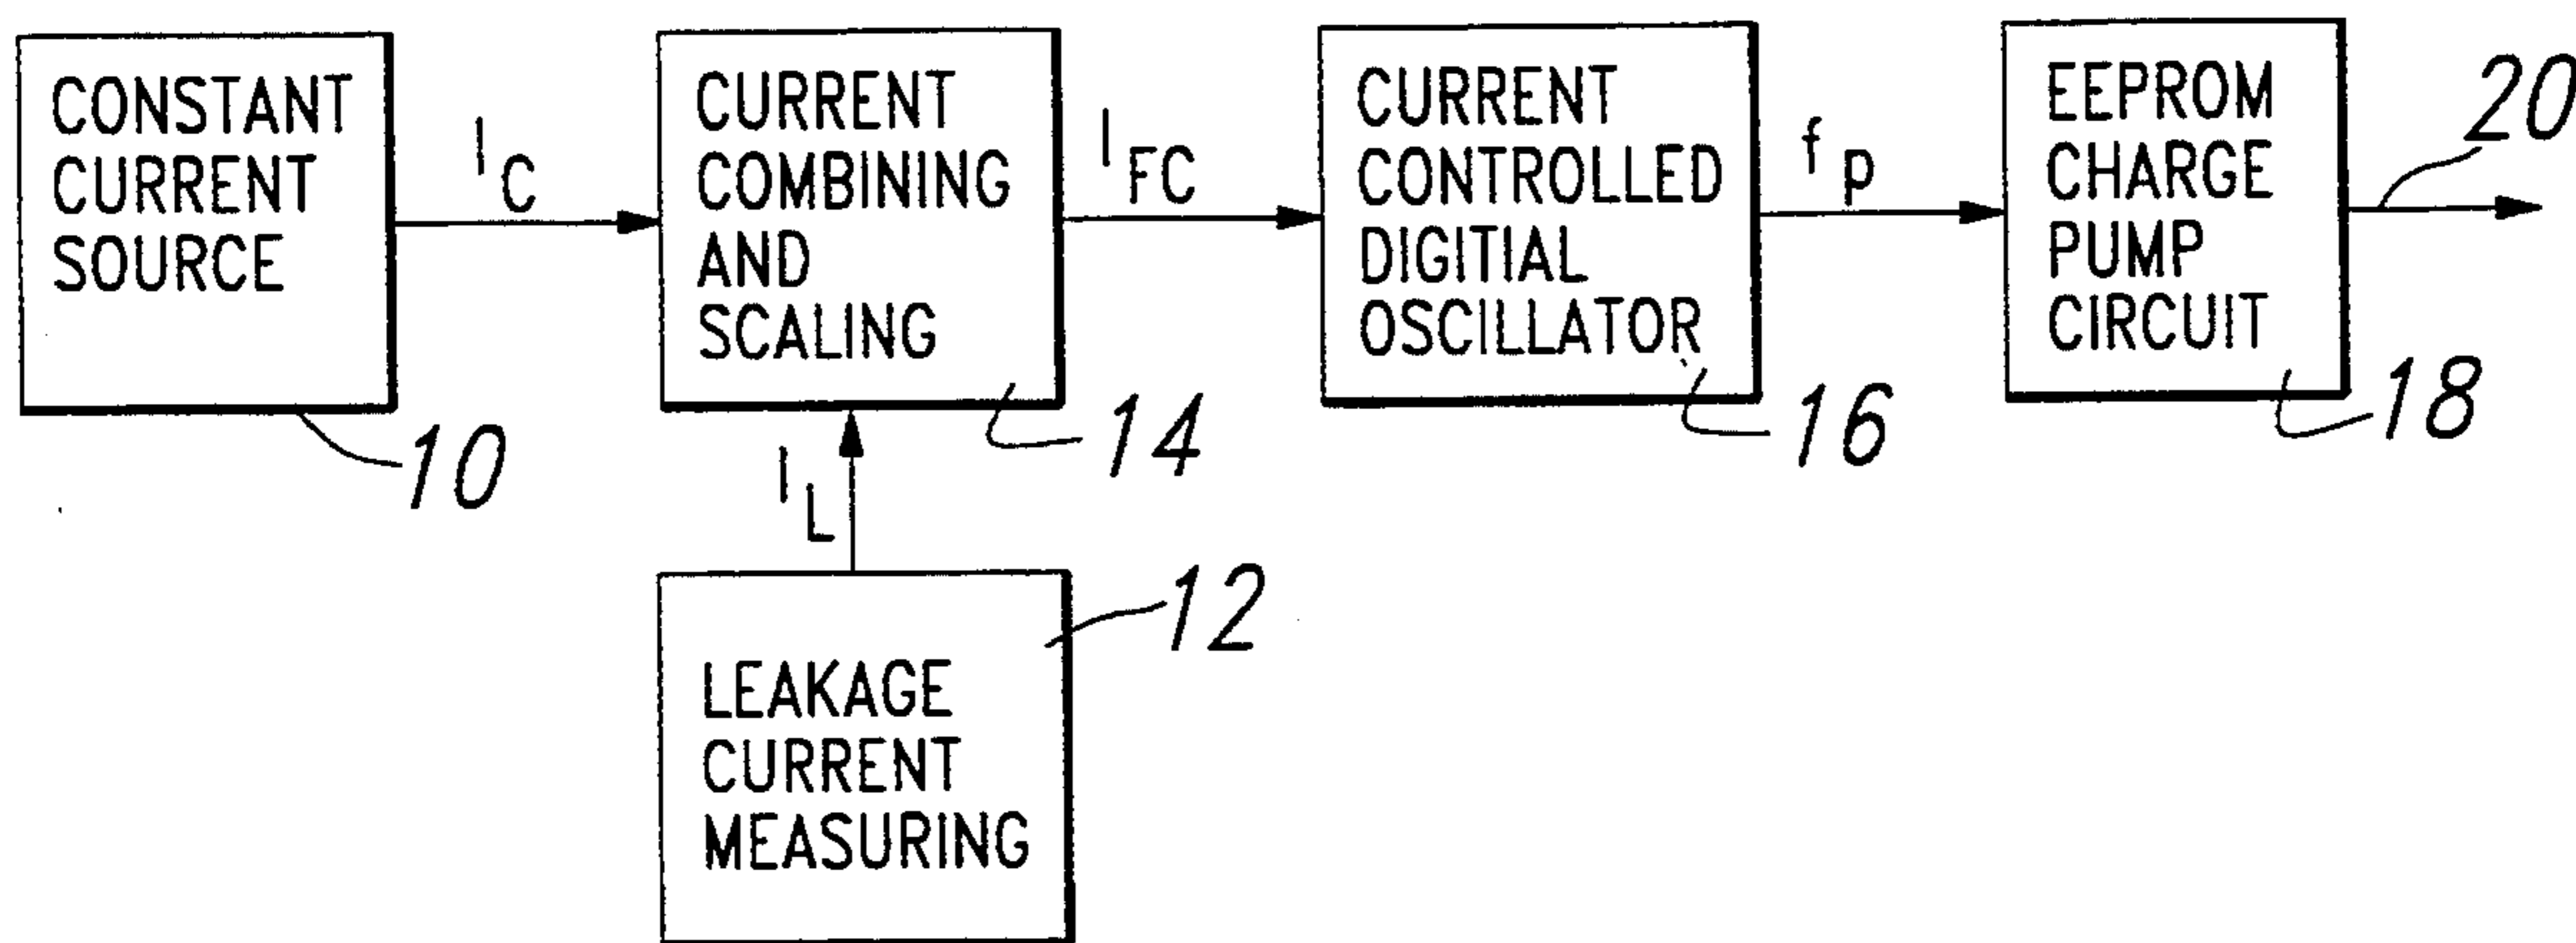 CONSTANT
CURRENT
SOURCE
10
I C
CURRENT
COMBINING
AND
SCALING
14
I L
LEAKAGE
CURRENT
MEASURING
12
I FC
CURRENT
CONTROLLED
DIGITIAL
OSCILLATOR
16
f p
EEPROM
CHARGE
PUMP
CIRCUIT
18
20